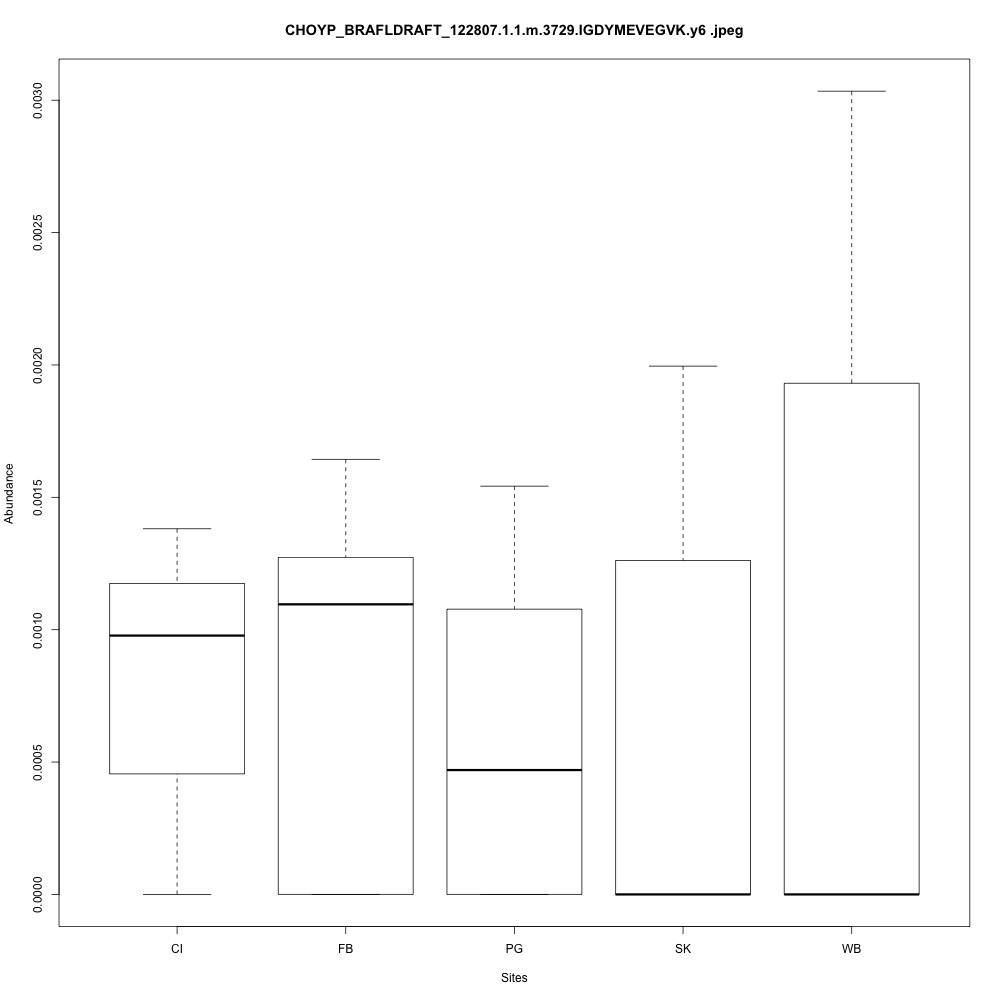 CHOYP_BRAFLDRAFT_122807.1.1.m.3729.IGDYMEVEGVK.y6 .jpeg
0.0030
0.0025
0.0020
0.0015
0.0010
0.0005
0.0000
Abundance
CI FB PG SK WB
Sites